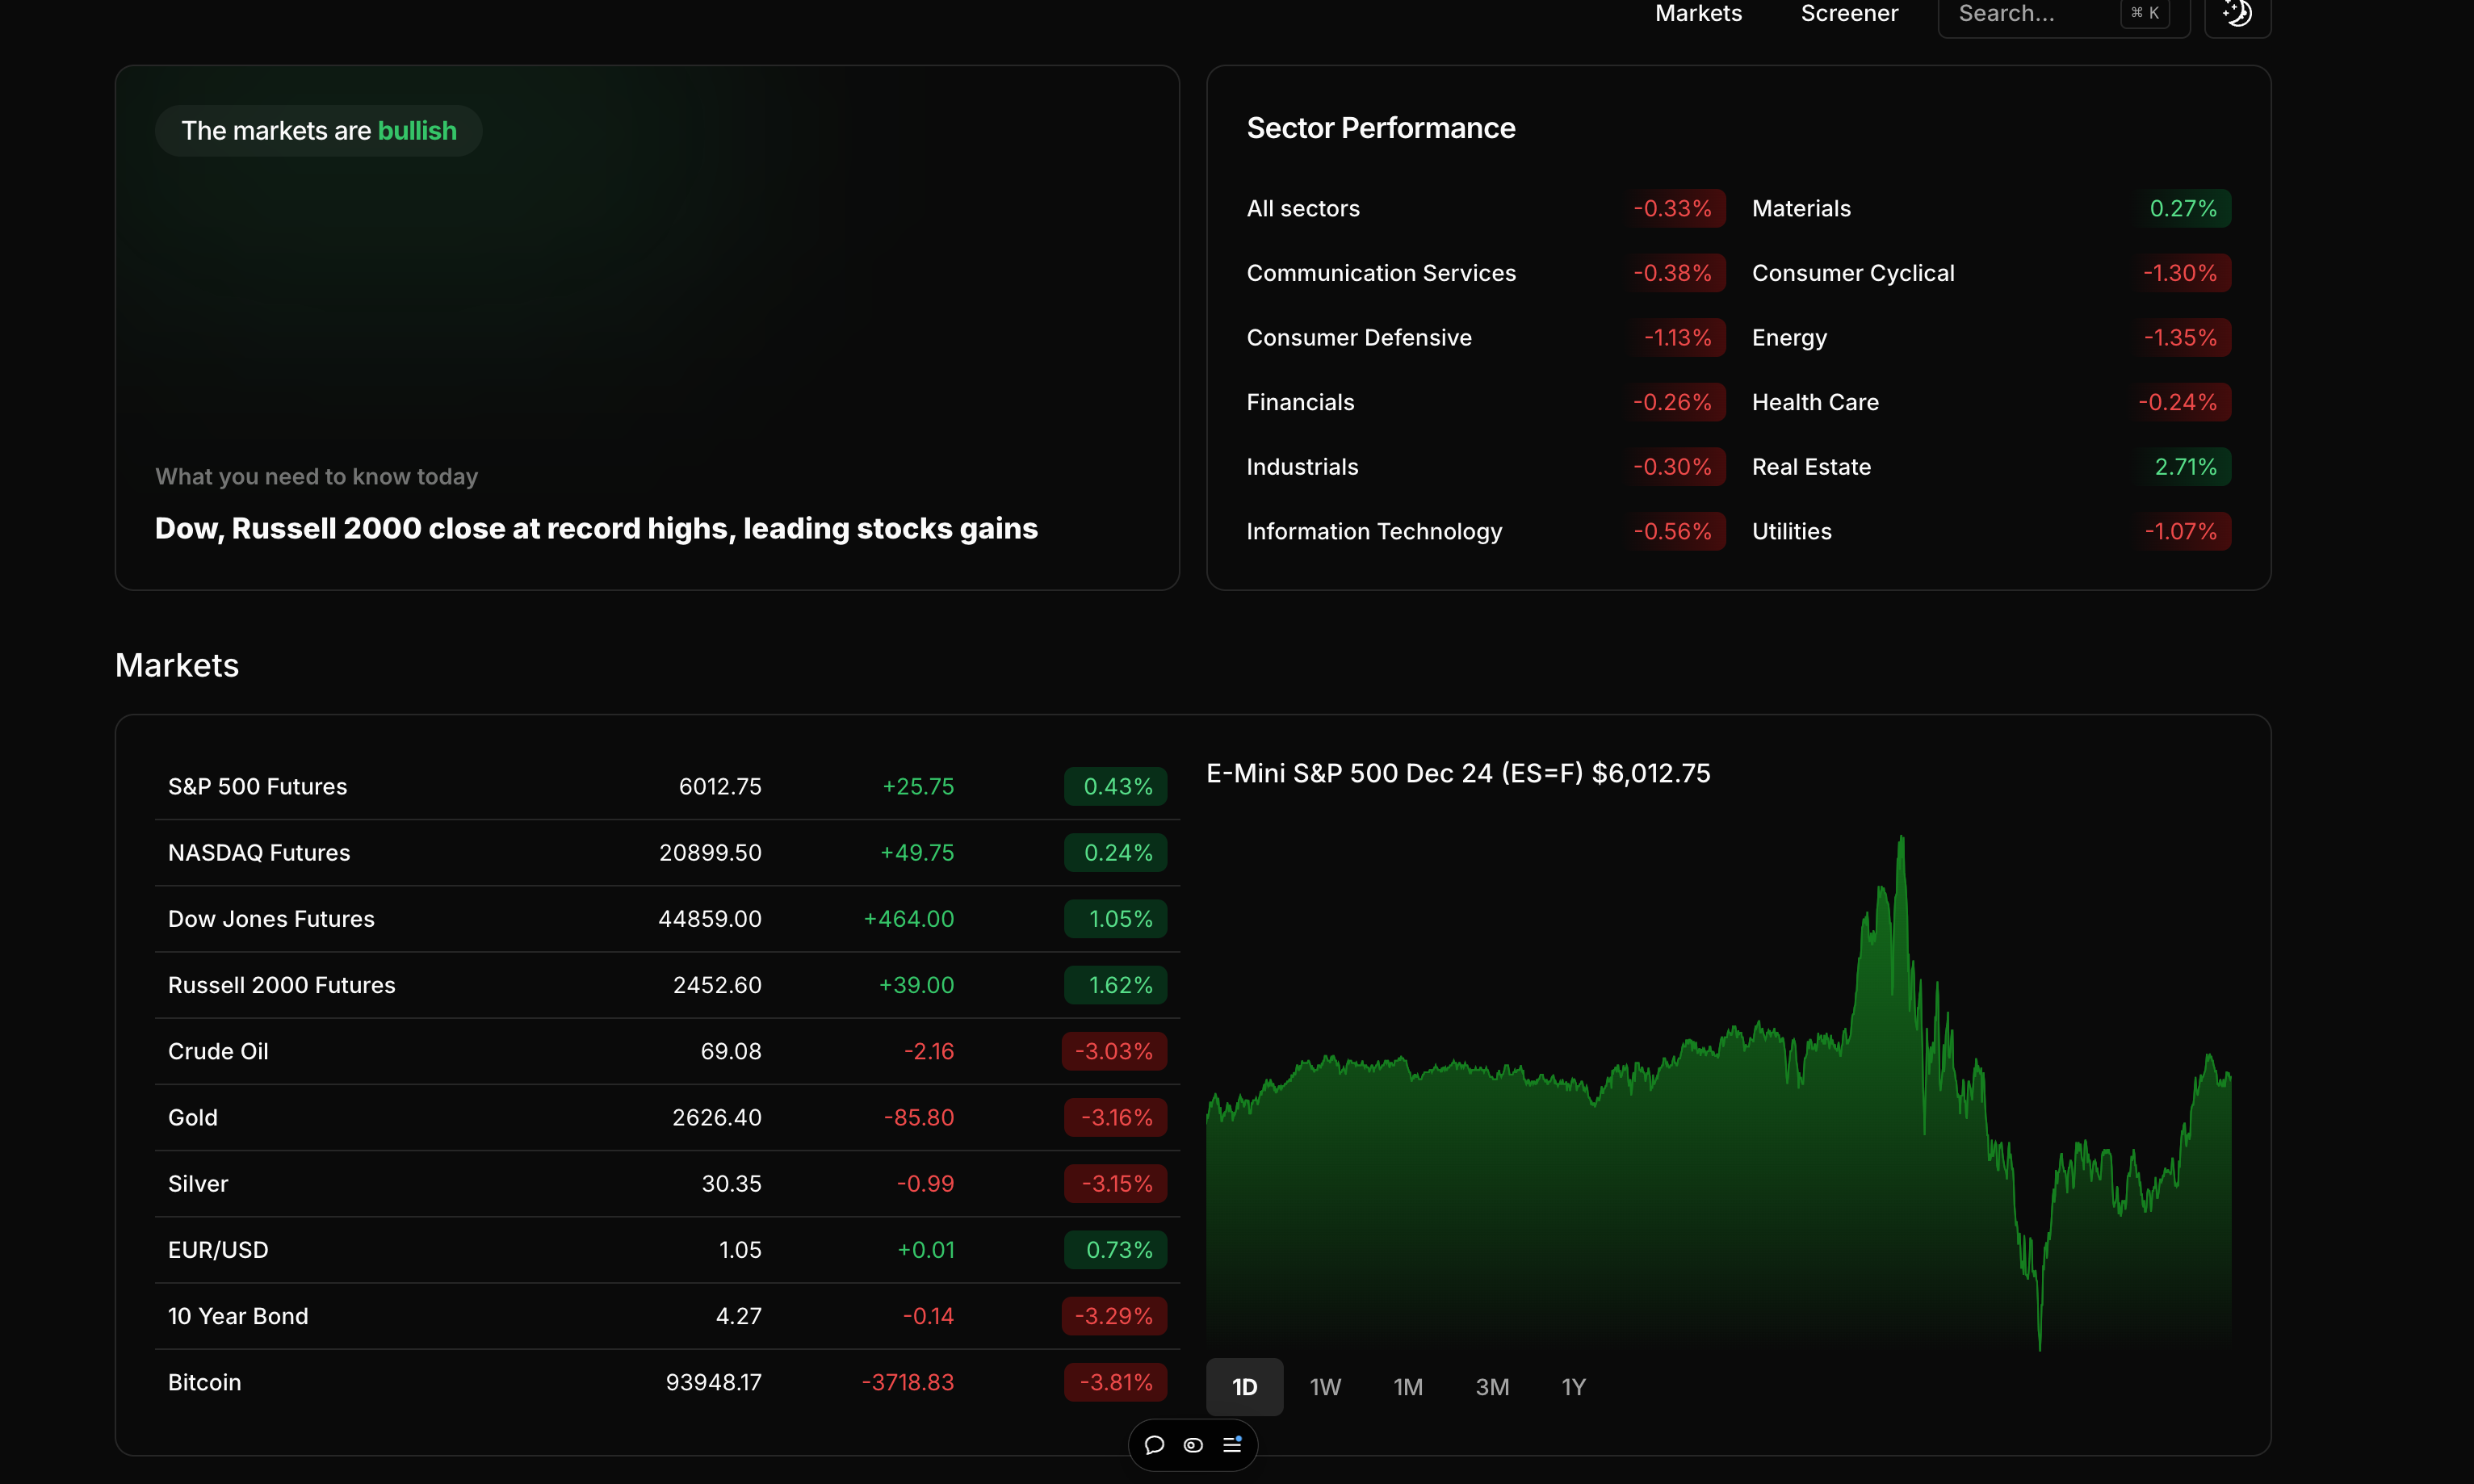 Markets Screener Search... ⌘ K
The markets are bullish
What you need to know today
Dow, Russell 2000 close at record highs, leading stocks gains
Sector Performance
All sectors -0.33% Materials 0.27%
Communication Services -0.38% Consumer Cyclical -1.30%
Consumer Defensive -1.13% Energy -1.35%
Financials -0.26% Health Care -0.24%
Industrials -0.30% Real Estate 2.71%
Information Technology -0.56% Utilities -1.07%
Markets
S&P 500 Futures 6012.75 +25.75 0.43%
NASDAQ Futures 20899.50 +49.75 0.24%
Dow Jones Futures 44859.00 +464.00 1.05%
Russell 2000 Futures 2452.60 +39.00 1.62%
Crude Oil 69.08 -2.16 -3.03%
Gold 2626.40 -85.80 -3.16%
Silver 30.35 -0.99 -3.15%
EUR/USD 1.05 +0.01 0.73%
10 Year Bond 4.27 -0.14 -3.29%
Bitcoin 93948.17 -3718.83 -3.81%
E-Mini S&P 500 Dec 24 (ES=F) $6,012.75
1D 1W 1M 3M 1Y